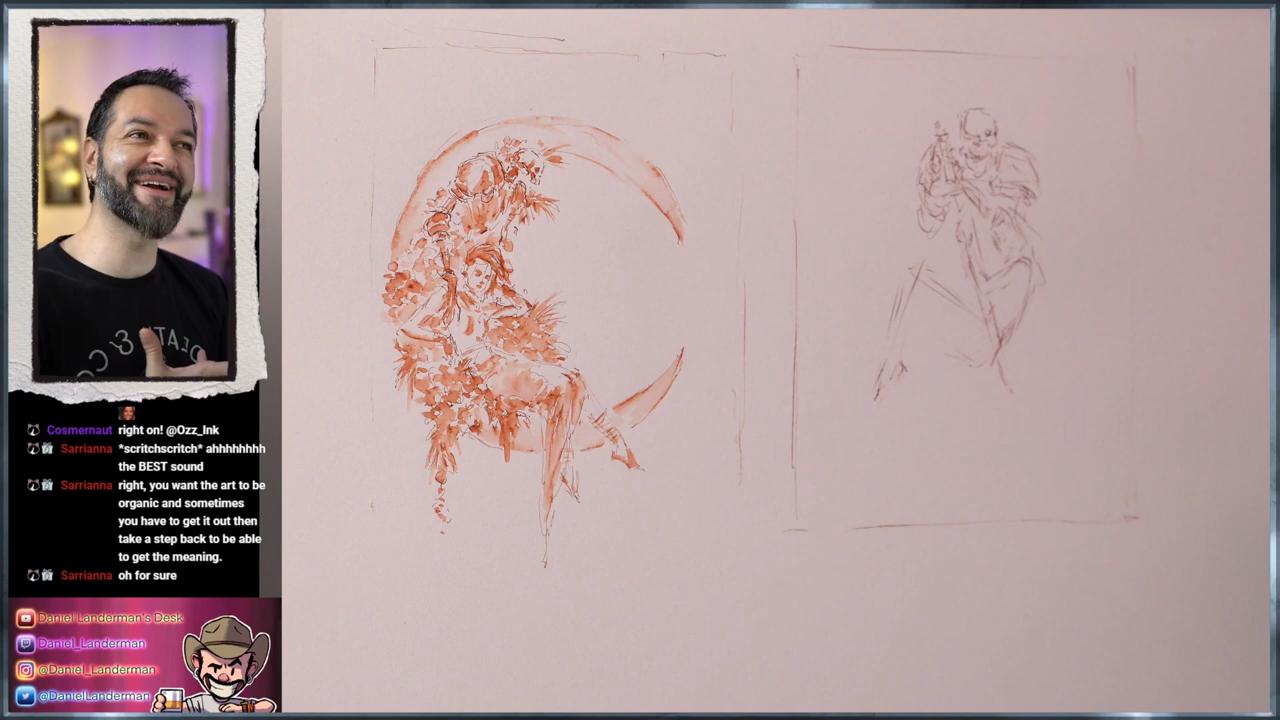 Cosmernaut right on! @Ozz_Ink
Sarrianna *scritchscritch* ahhhhhhhh
the BEST sound
Sarrianna right, you want the art to be
organic and sometimes
you have to get it out then
take a step back to be able
to get the meaning.
Sarrianna oh for sure
Daniel Landerman's Desk
Daniel_Landerman
@Daniel_Landerman
@DanielLanderman